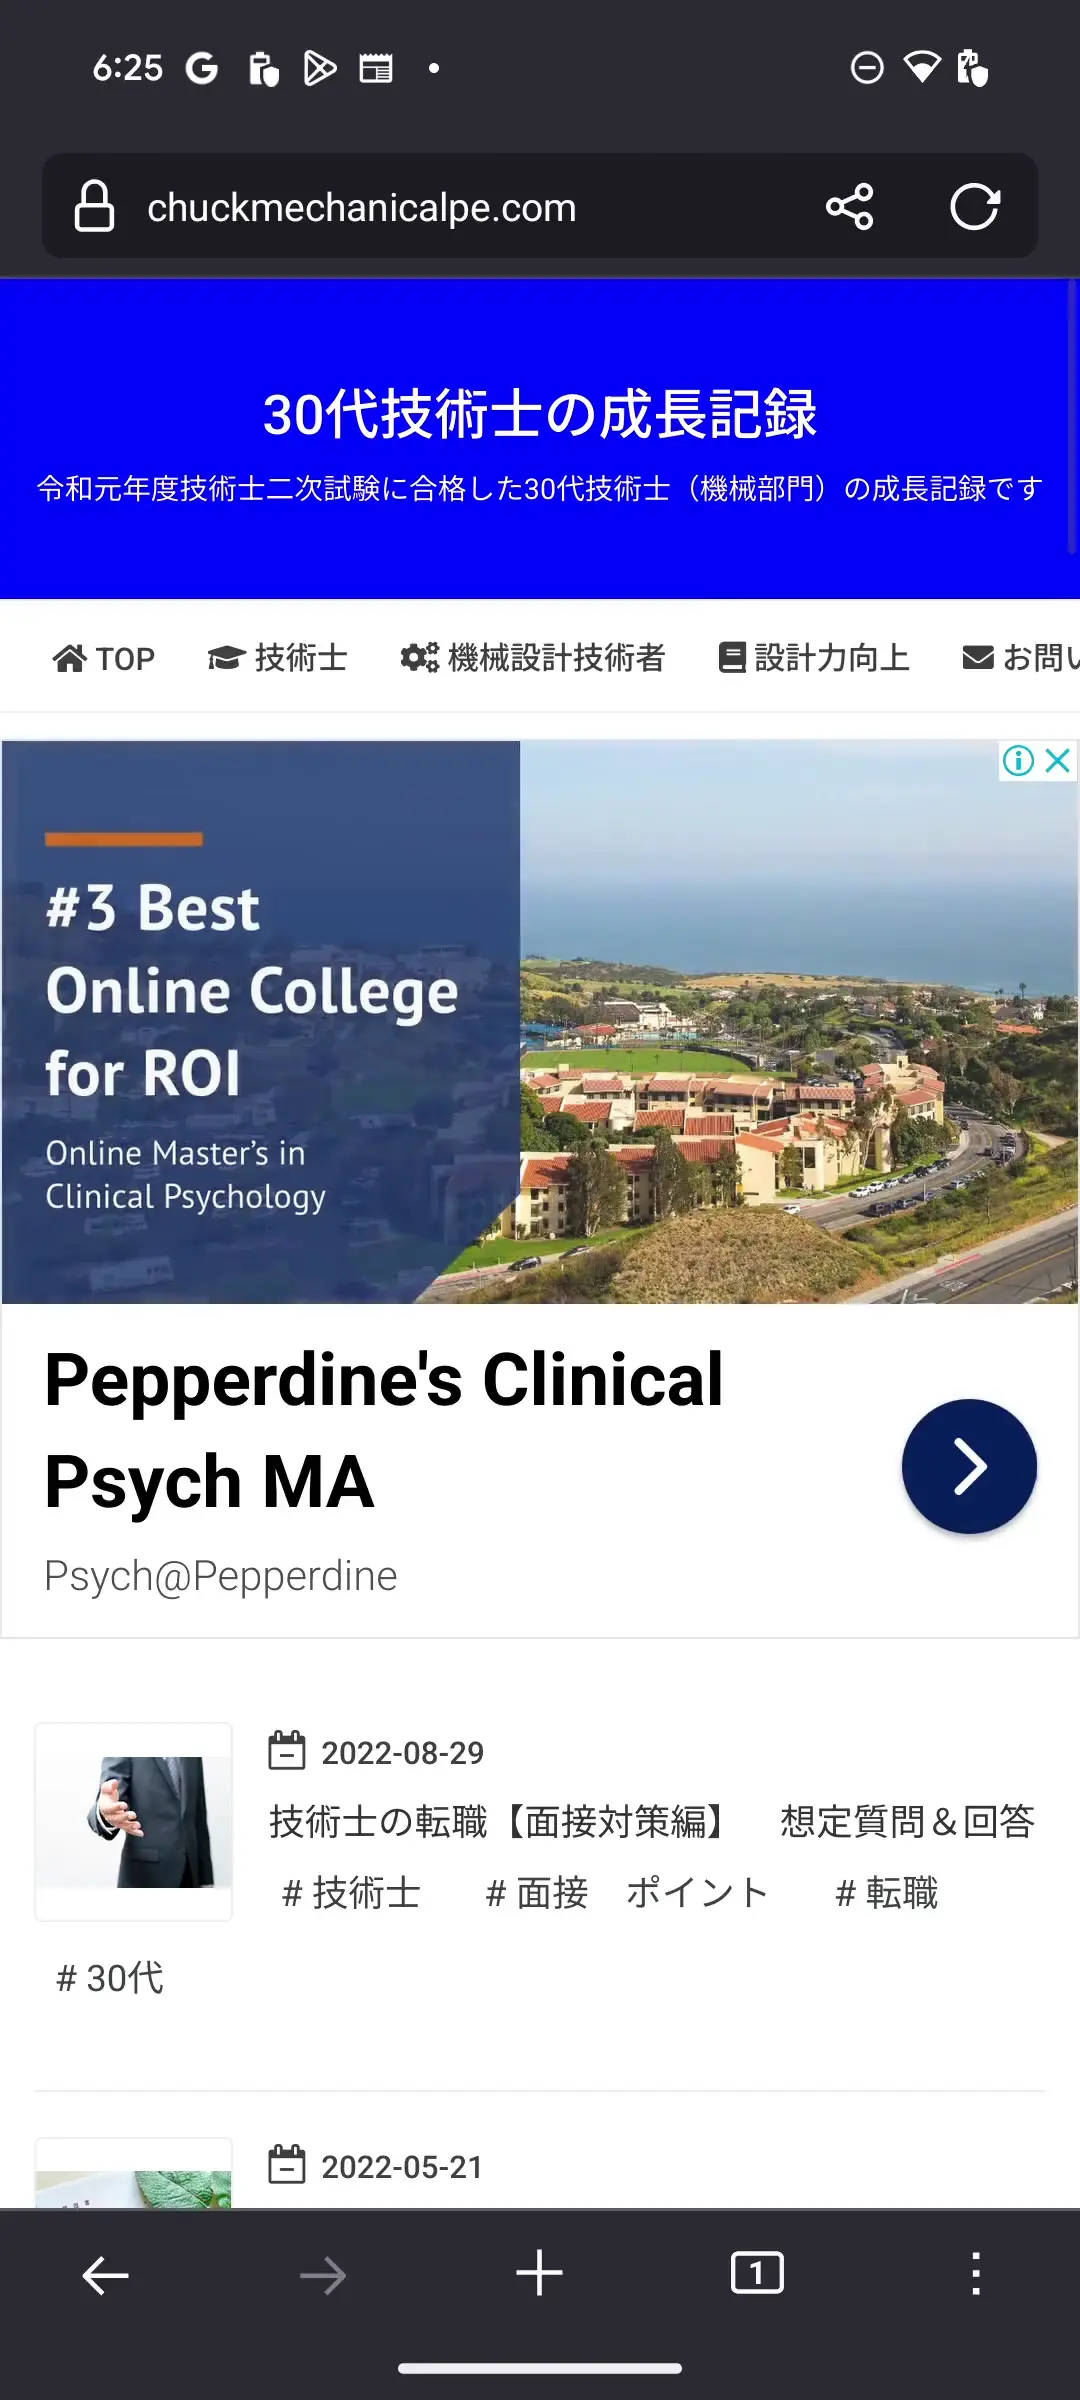 6:25
chuckmechanicalpe.com
30代技術士の成長記録
令和元年度技術士二次試験に合格した30代技術士（機械部門）の成長記録です
TOP 技術士 機械設計技術者 設計力向上 お問い
#3 Best
Online College
for ROI
Online Master's in
Clinical Psychology
Pepperdine's Clinical
Psych MA
Psych@Pepperdine
2022-08-29
技術士の転職【面接対策編】　想定質問＆回答
# 技術士 # 面接　ポイント # 転職
# 30代
2022-05-21
1